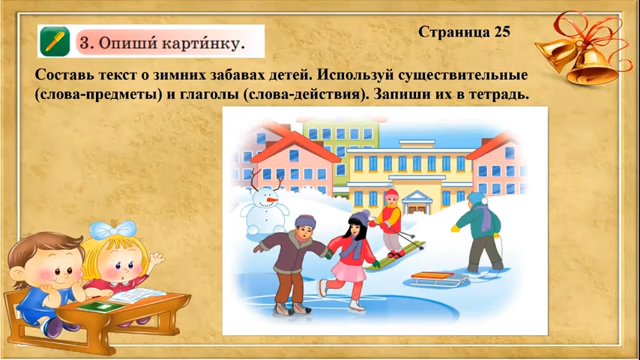 Страница 25
3. Опиши́ карти́нку.
Составь текст о зимних забавах детей. Используй существительные
(слова-предметы) и глаголы (слова-действия). Запиши их в тетрадь.